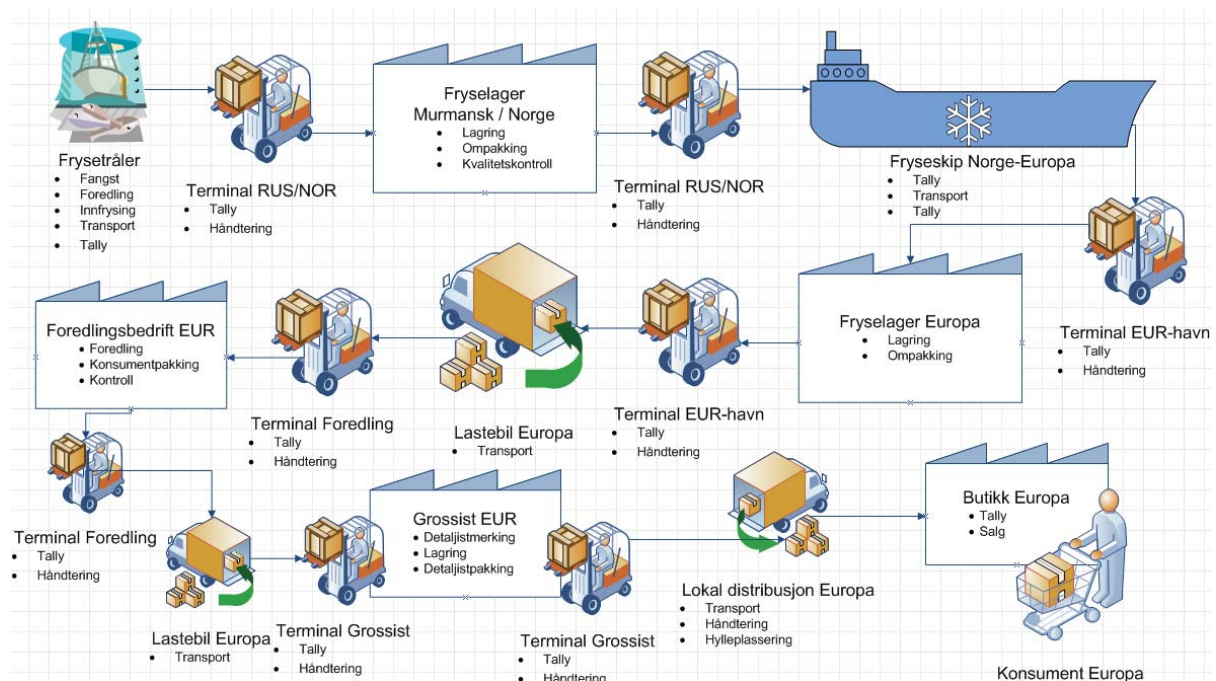 Frysetråler
Fangst
Foredling
Innfrysing
Transport
Tally
Terminal RUS/NOR
Tally
Håndtering
Fryselager
Murmansk / Norge
Lagring
Ompakking
Kvalitetskontroll
Terminal RUS/NOR
Tally
Håndtering
Fryseskip Norge-Europa
Tally
Transport
Tally
Terminal EUR-havn
Tally
Håndtering
Fryselager Europa
Lagring
Ompakking
Terminal EUR-havn
Tally
Håndtering
Lastebil Europa
Transport
Terminal Foredling
Tally
Håndtering
Foredlingsbedrift EUR
Foredling
Konsumentpakking
Kontroll
Terminal Foredling
Tally
Håndtering
Lastebil Europa
Transport
Terminal Grossist
Tally
Håndtering
Grossist EUR
Detaljistmerking
Lagring
Detaljistpakking
Terminal Grossist
Tally
Håndtering
Lokal distribusjon Europa
Transport
Håndtering
Hylleplassering
Butikk Europa
Tally
Salg
Konsument Europa